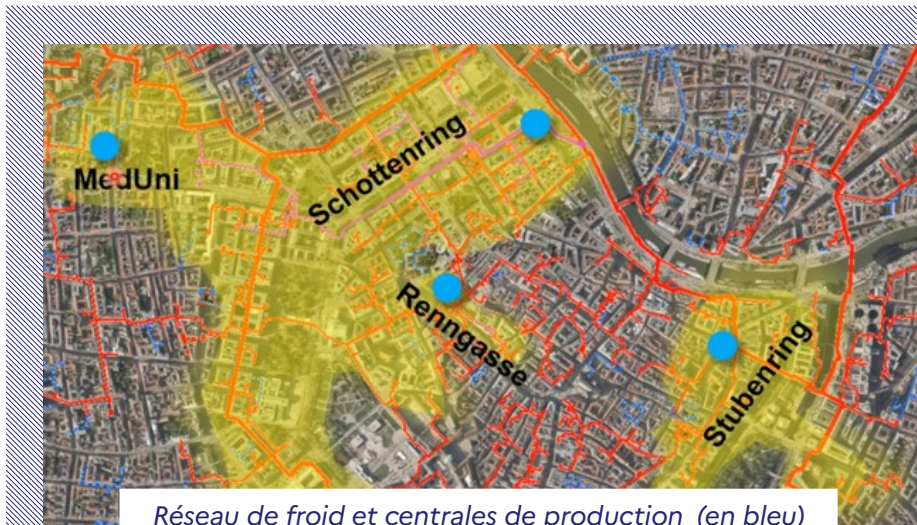 MedUni
Schottenring
Renngasse
Stubenring
Réseau de froid et centrales de production (en bleu)